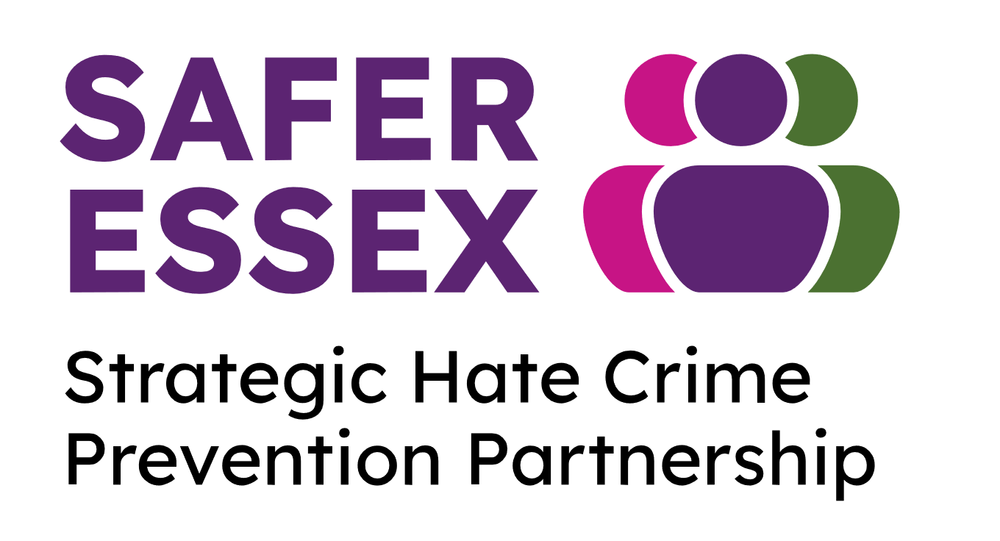 SAFER
ESSEX
Strategic Hate Crime
Prevention Partnership